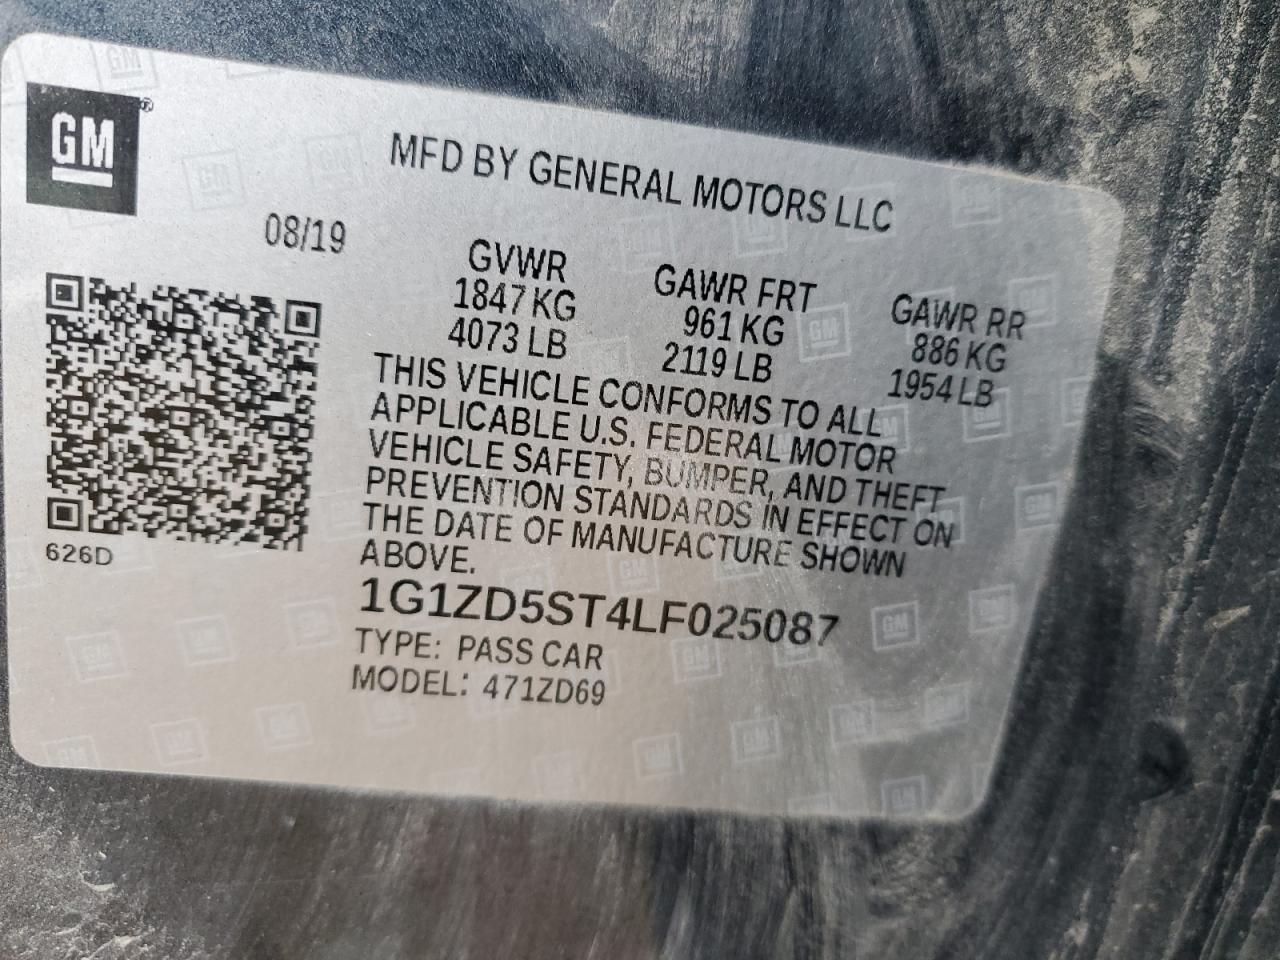 GM®
MFD BY GENERAL MOTORS LLC
08/19
GVWR
1847 KG
4073 LB
GAWR FRT
961 KG
2119 LB
GAWR RR
886 KG
1954 LB
THIS VEHICLE CONFORMS TO ALL
APPLICABLE U.S. FEDERAL MOTOR
VEHICLE SAFETY, BUMPER, AND THEFT
PREVENTION STANDARDS IN EFFECT ON
THE DATE OF MANUFACTURE SHOWN
ABOVE.
626D
1G1ZD5ST4LF025087
TYPE: PASS CAR
MODEL: 471ZD69